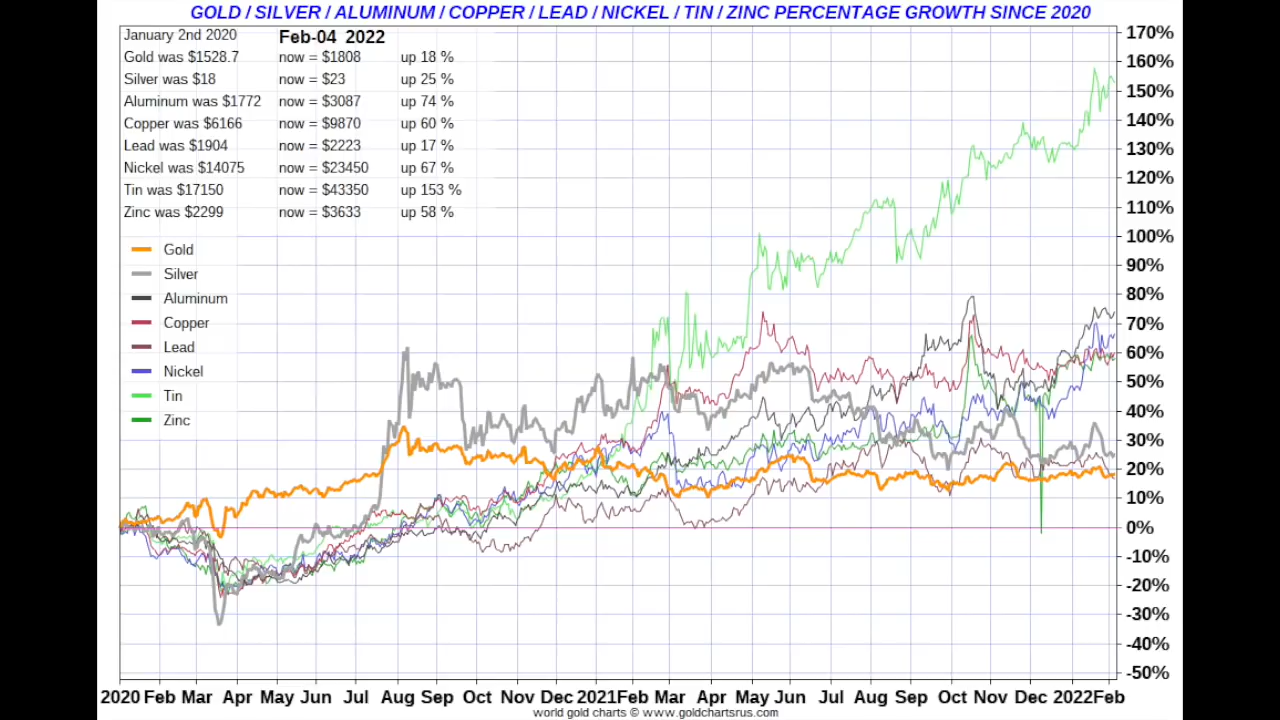 GOLD / SILVER / ALUMINUM / COPPER / LEAD / NICKEL / TIN / ZINC PERCENTAGE GROWTH SINCE 2020
January 2nd 2020 Feb-04 2022
Gold was $1528.7 now = $1808 up 18 %
Silver was $18 now = $23 up 25 %
Aluminum was $1772 now = $3087 up 74 %
Copper was $6166 now = $9870 up 60 %
Lead was $1904 now = $2223 up 17 %
Nickel was $14075 now = $23450 up 67 %
Tin was $17150 now = $43350 up 153 %
Zinc was $2299 now = $3633 up 58 %
Gold
Silver
Aluminum
Copper
Lead
Nickel
Tin
Zinc
170%
160%
150%
140%
130%
120%
110%
100%
90%
80%
70%
60%
50%
40%
30%
20%
10%
0%
-10%
-20%
-30%
-40%
-50%
2020 Feb Mar Apr May Jun Jul Aug Sep Oct Nov Dec 2021 Feb Mar Apr May Jun Jul Aug Sep Oct Nov Dec 2022 Feb
world gold charts © www.goldchartsrus.com